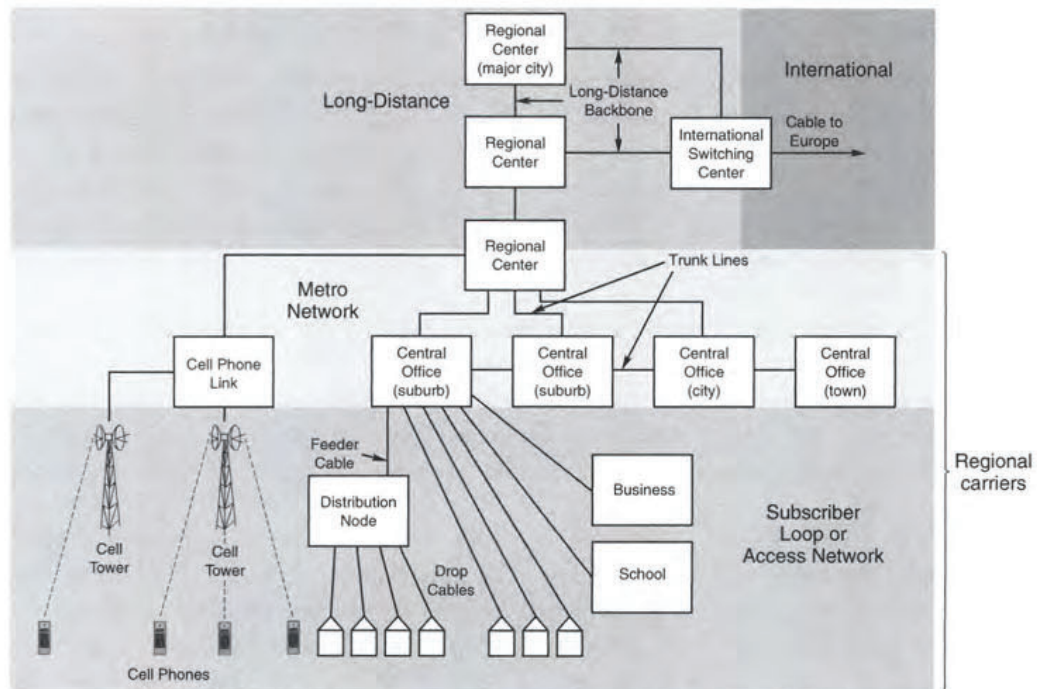 Regional
Center
(major city)
International
Long-Distance
Long-Distance
Backbone
Cable to
Europe
Regional
Center
International
Switching
Center
Regional
Center
Trunk Lines
Metro
Network
Cell Phone
Link
Central
Office
(suburb)
Central
Office
(suburb)
Central
Office
(city)
Central
Office
(town)
Feeder
Cable
Business
Regional
carriers
Distribution
Node
Subscriber
Loop or
Access Network
Cell
Tower
Cell
Tower
Drop
Cables
School
Cell Phones